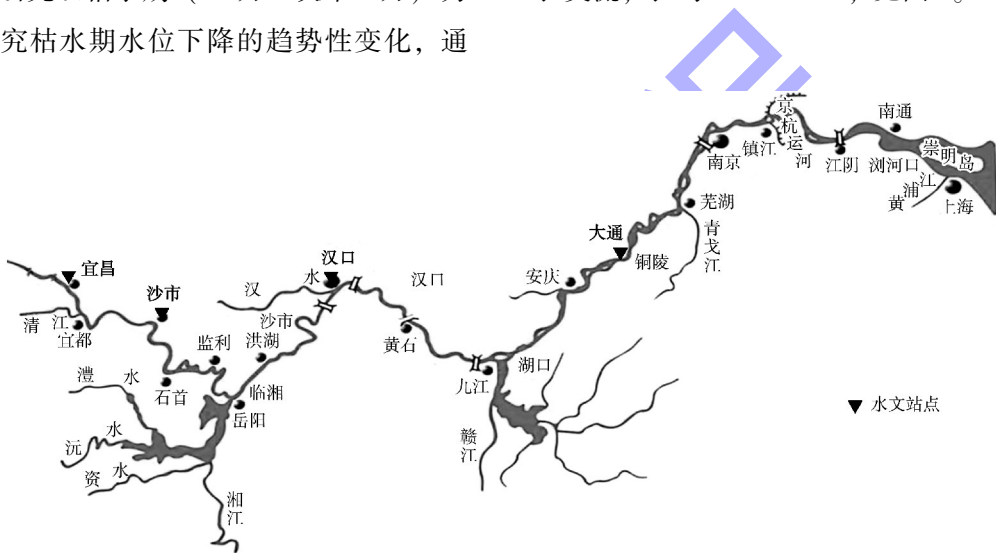 究枯水期水位下降的趋势性变化，通
京杭运河
南通
崇明岛
南京
镇江
江阴
浏河口
黄浦江
上海
芜湖
青弋江
大通
铜陵
安庆
宜昌
汉口
汉水
汉口
沙市
清江
宜都
沙市
监利
洪湖
黄石
湖口
九江
澧水
石首
临湘
岳阳
水文站点
赣江
沅水
资水
湘江